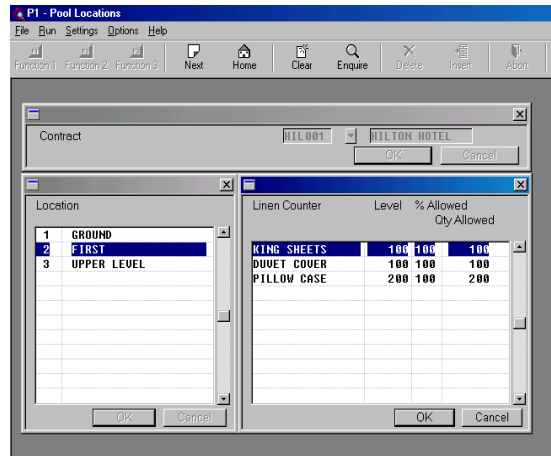 P1 - Pool Locations
File Run Settings Options Help
Function 1 Function 2 Function 3 Next Home Clear Enquire Delete Insert Abort
Contract HIL001 HILTON HOTEL
OK Cancel
Location
1 GROUND
2 FIRST
3 UPPER LEVEL
OK Cancel
Linen Counter Level % Allowed
Qty Allowed
KING SHEETS 100 100 100
DUVET COVER 100 100 100
PILLOW CASE 200 100 200
OK Cancel